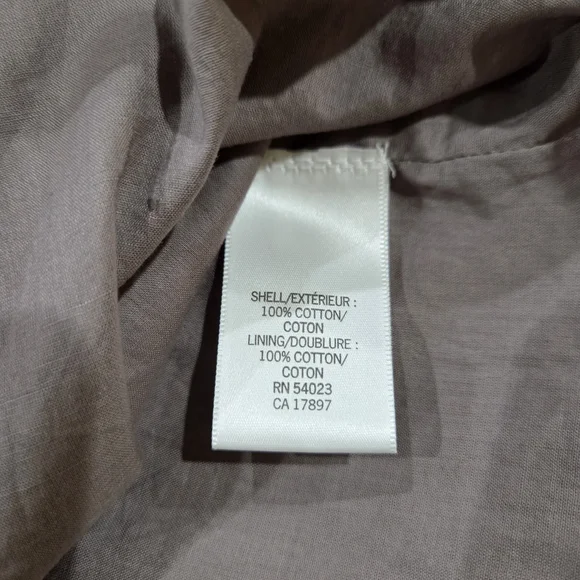 SHELL/EXTÉRIEUR :
100% COTTON/
COTON
LINING/DOUBLURE :
100% COTTON/
COTON
RN 54023
CA 17897